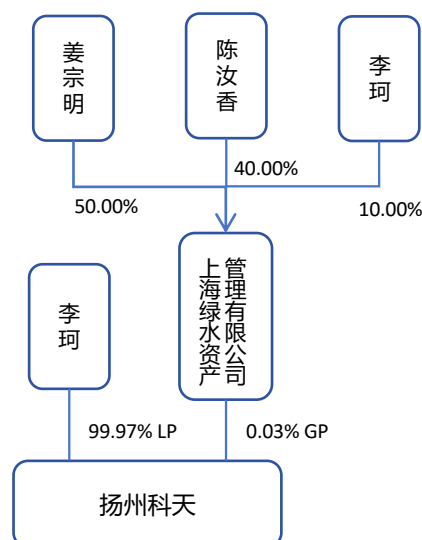 姜宗明
陈汝香
李珂
40.00%
50.00%
10.00%
李珂
上海绿水资产
管理有限公司
99.97% LP
0.03% GP
扬州科天